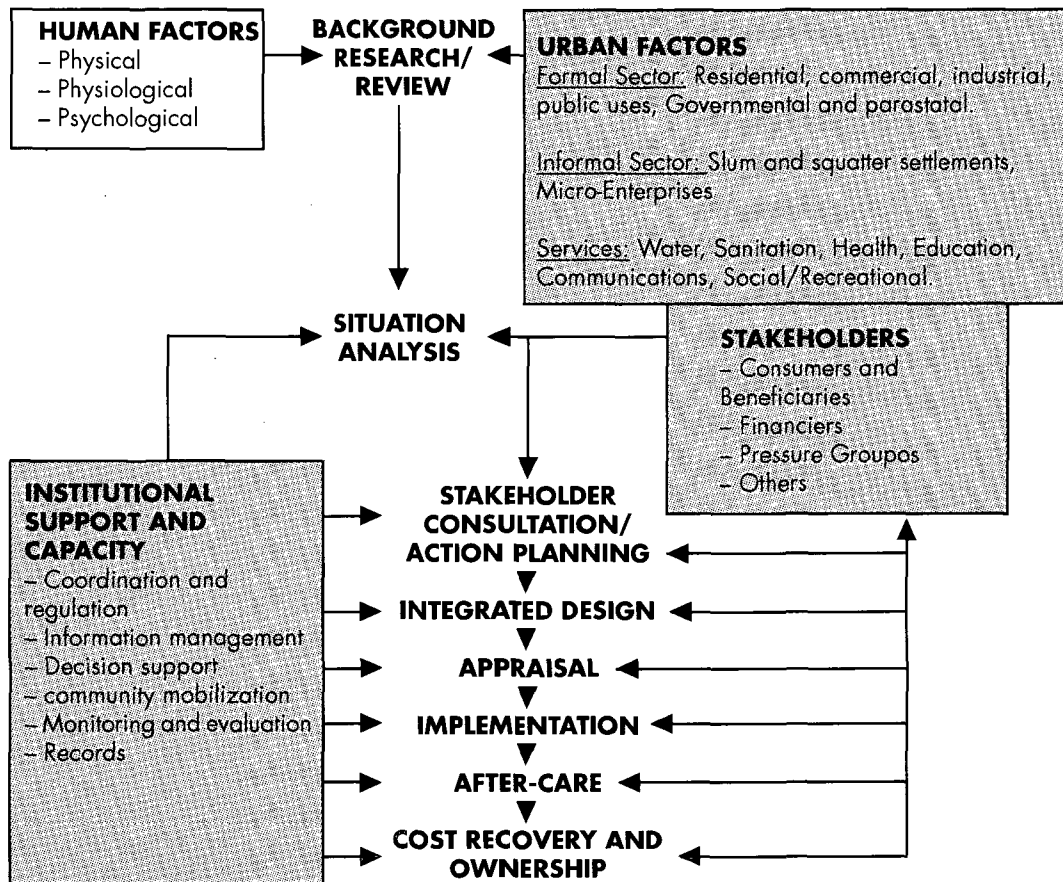 HUMAN FACTORS
– Physical
– Physiological
– Psychological
BACKGROUND
RESEARCH/
REVIEW
URBAN FACTORS
Formal Sector: Residential, commercial, industrial,
public uses, Governmental and parastatal.
Informal Sector: Slum and squatter settlements,
Micro-Enterprises
Services: Water, Sanitation, Health, Education,
Communications, Social/Recreational.
SITUATION
ANALYSIS
STAKEHOLDERS
– Consumers and
Beneficiaries
– Financiers
– Pressure Groupos
– Others
INSTITUTIONAL
SUPPORT AND
CAPACITY
– Coordination and
regulation
– Information management
– Decision support
– community mobilization
– Monitoring and evaluation
– Records
STAKEHOLDER
CONSULTATION/
ACTION PLANNING
INTEGRATED DESIGN
APPRAISAL
IMPLEMENTATION
AFTER-CARE
COST RECOVERY AND
OWNERSHIP